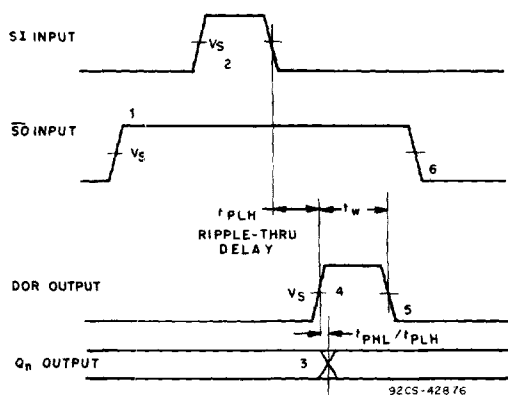 SI INPUT
VS
2
1
S̅O̅ INPUT
VS
6
tPLH
tw
RIPPLE-THRU
DELAY
DOR OUTPUT
VS
4
5
tPHL/tPLH
Qn OUTPUT
3
92CS-42876